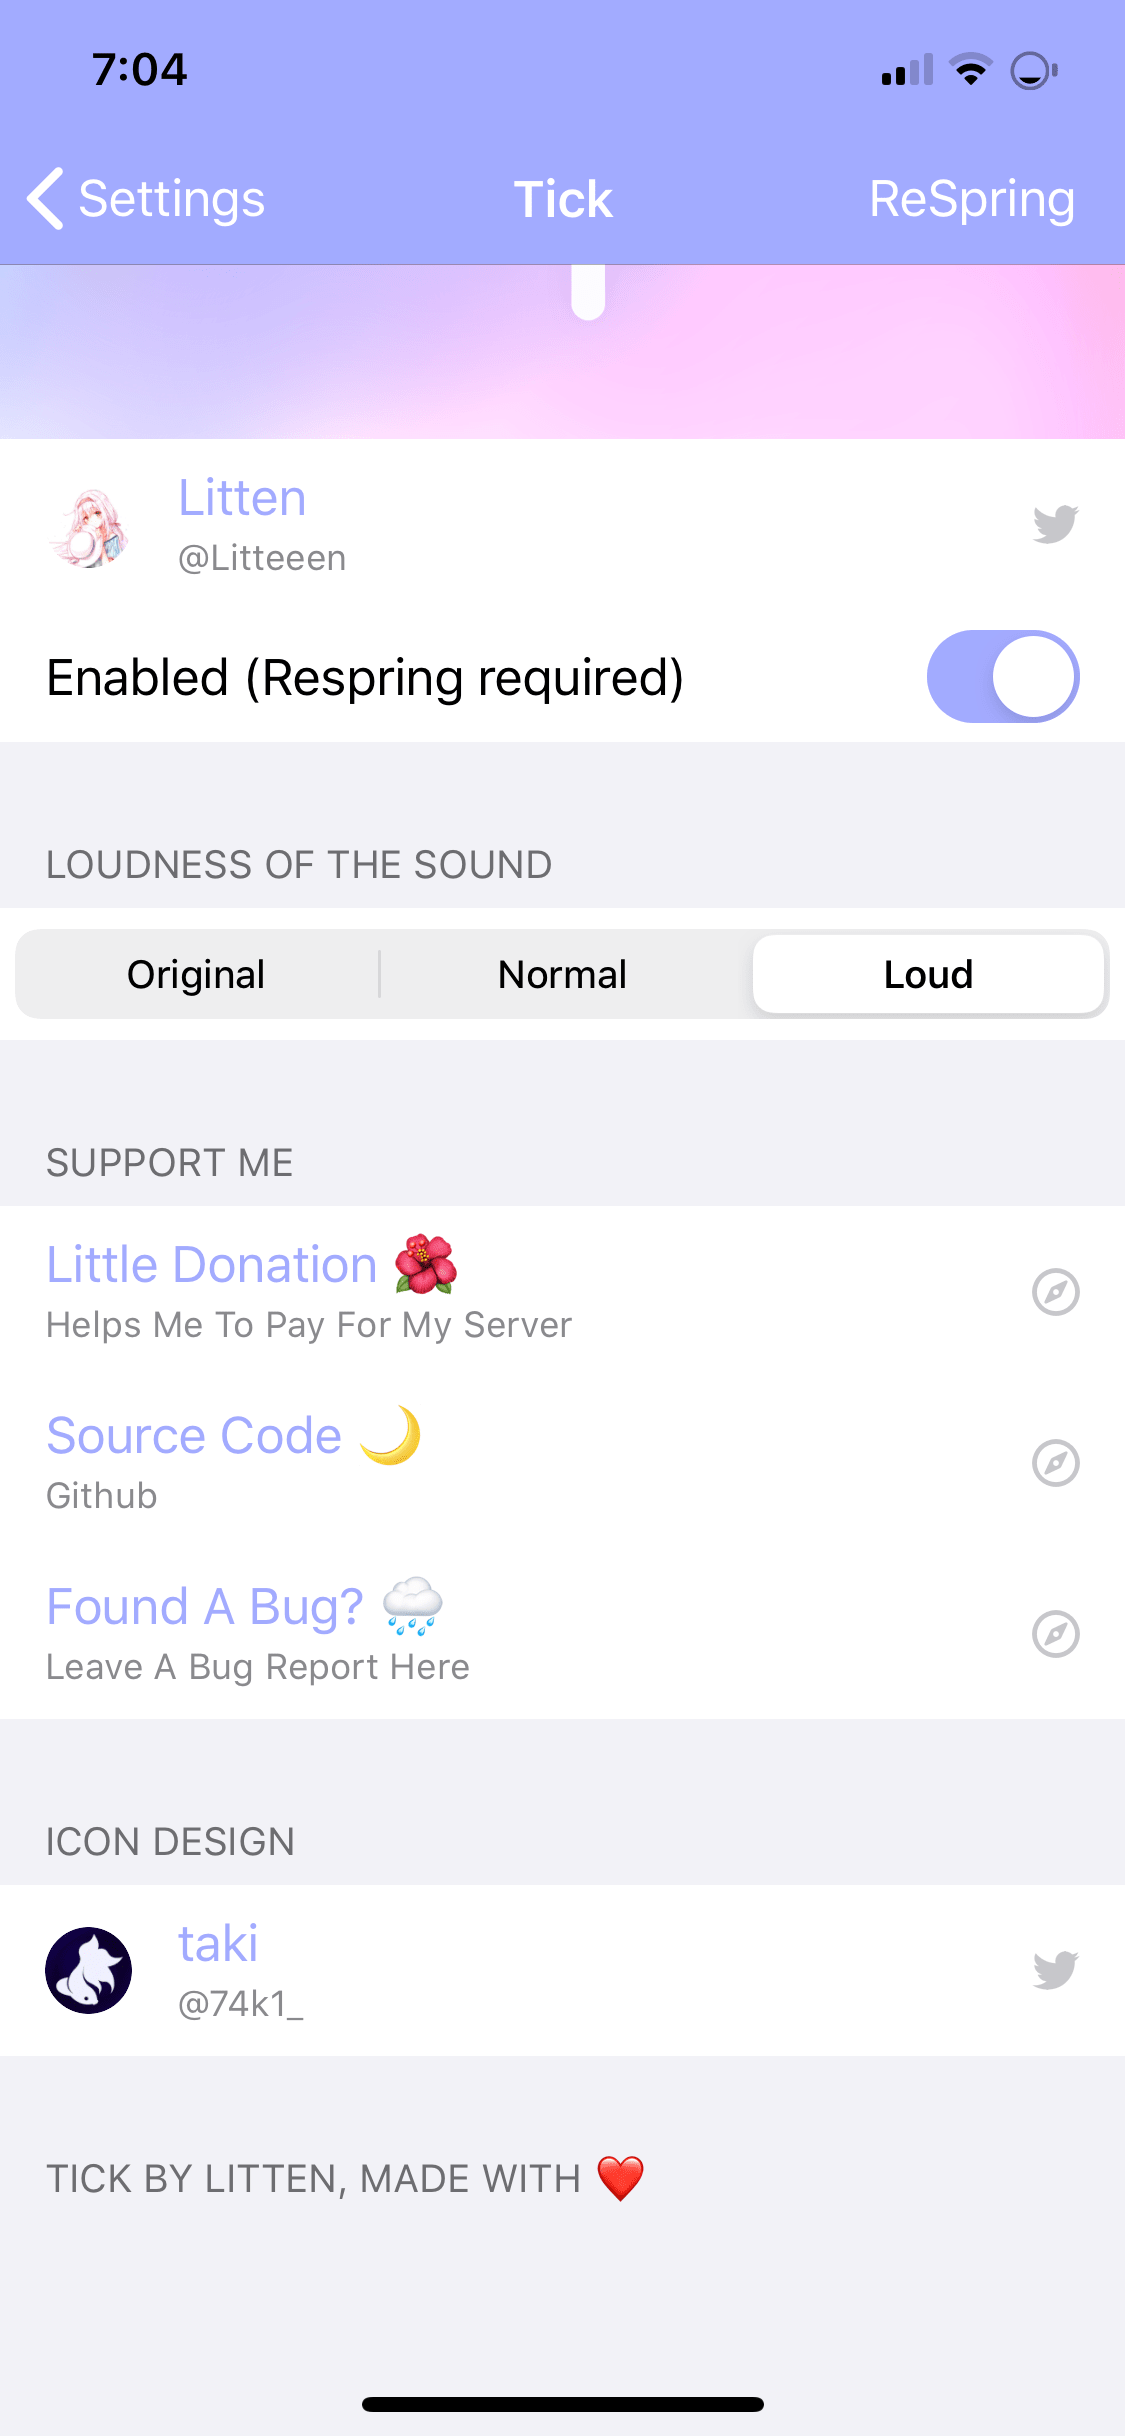 7:04
Settings
Tick
ReSpring
Litten
@Litteeen
Enabled (Respring required)
LOUDNESS OF THE SOUND
Original
Normal
Loud
SUPPORT ME
Little Donation 🌺
Helps Me To Pay For My Server
Source Code 🌙
Github
Found A Bug? 🌧️
Leave A Bug Report Here
ICON DESIGN
taki
@74k1_
TICK BY LITTEN, MADE WITH ❤️